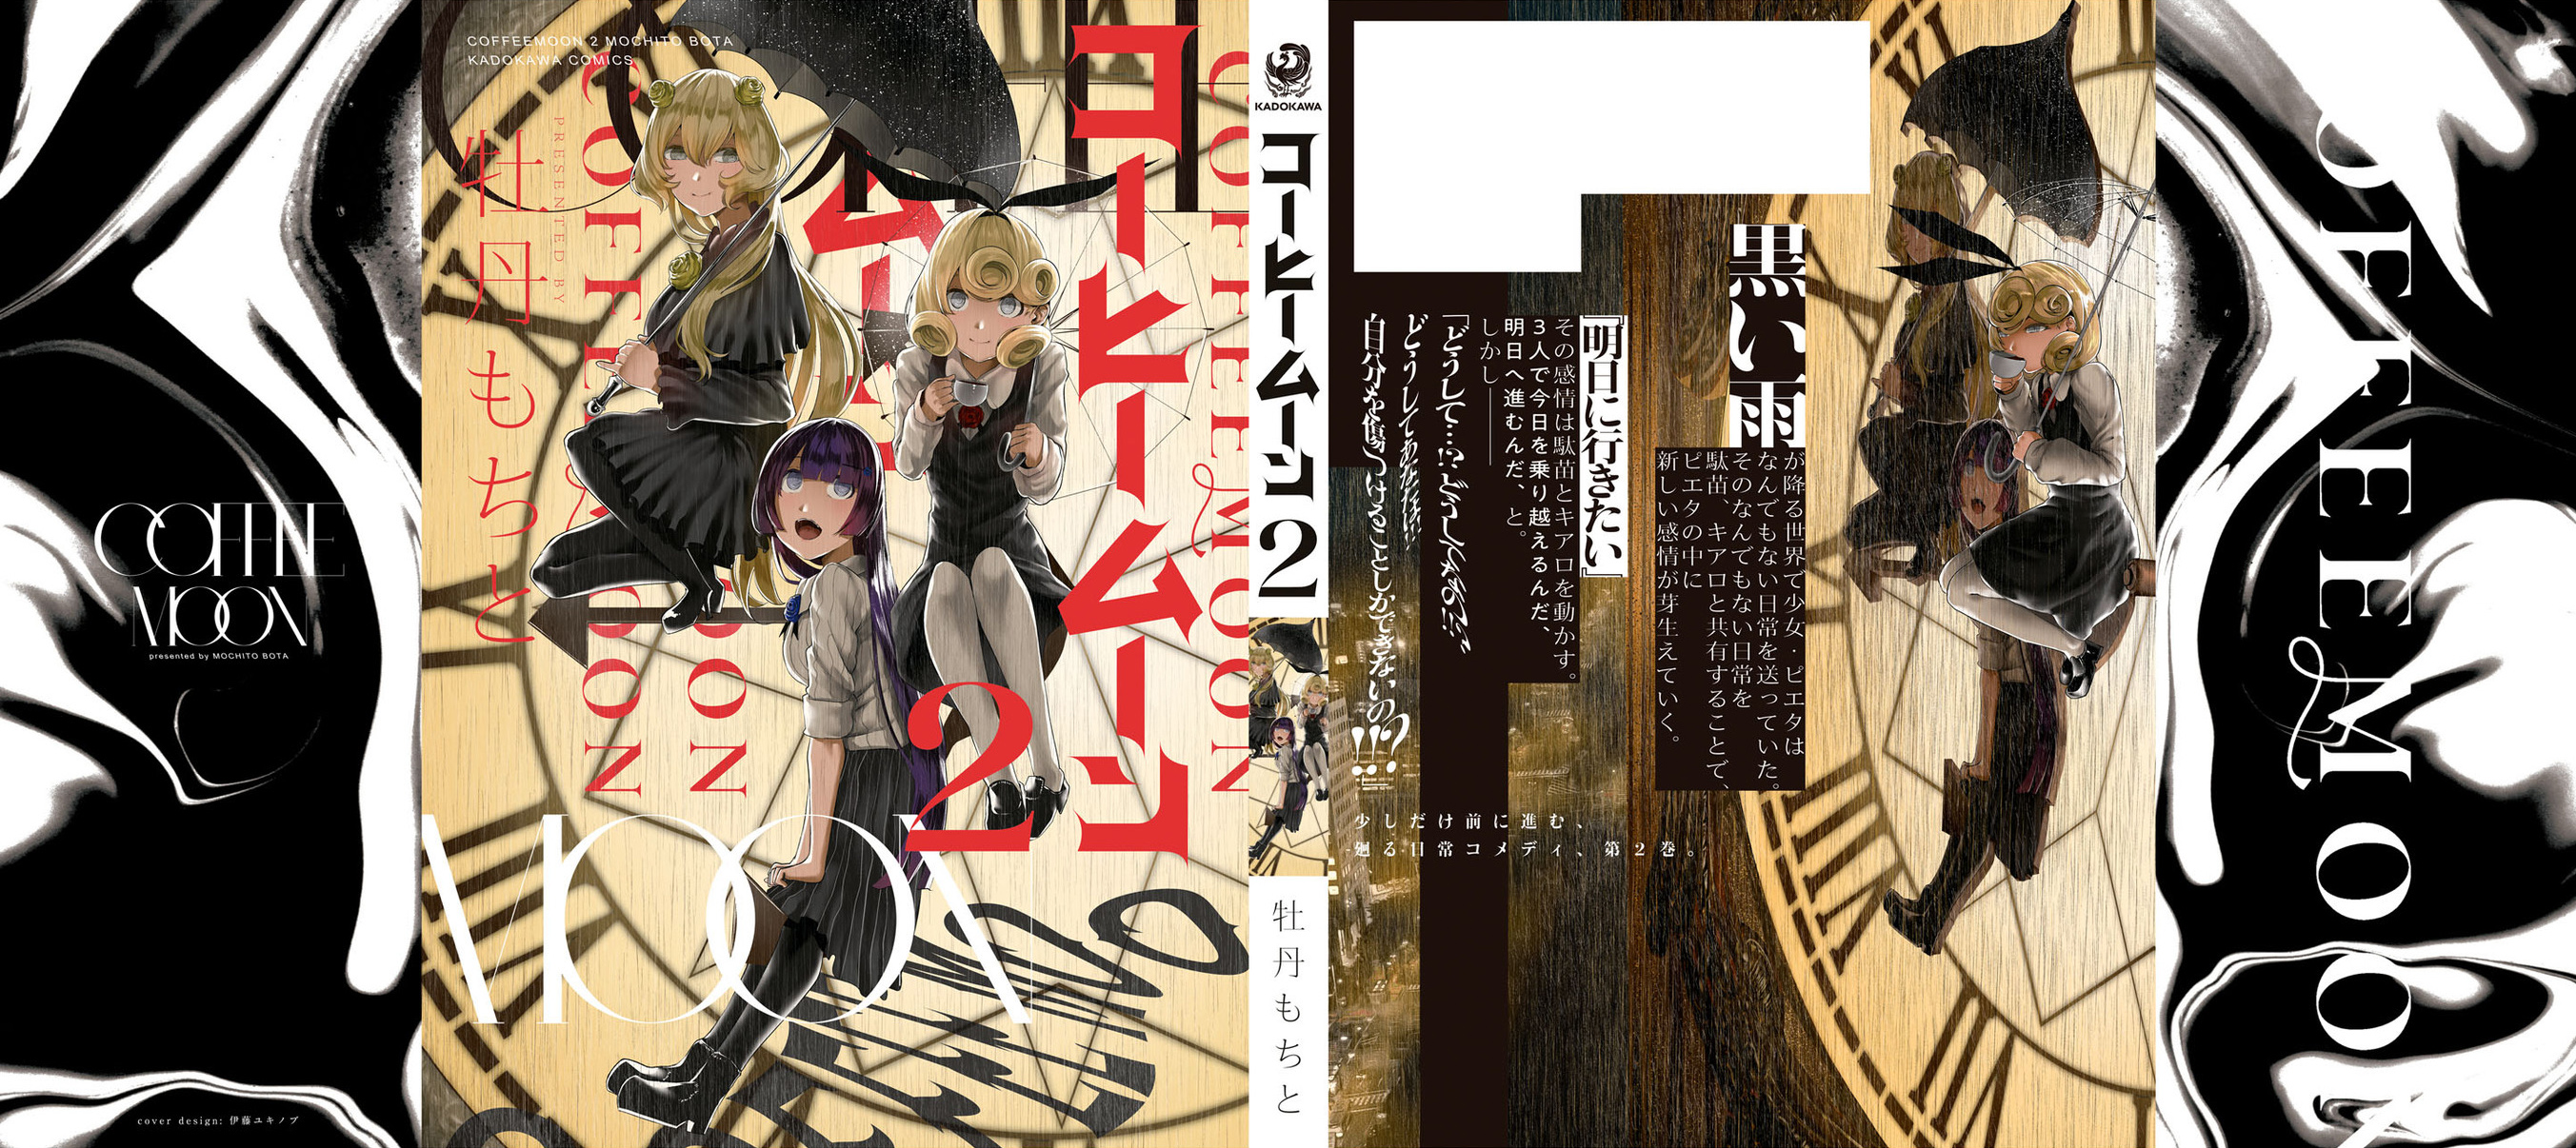 COFFEE
MOON
presented by MOCHITO BOTA
cover design: 伊藤ユキノブ
COFFEEMOON 2 MOCHITO BOTA
KADOKAWA COMICS
牡丹もちと
PRESENTED BY
COFFEE MOON
MOON
コーヒームーン
2
COFFEE MOON
KADOKAWA
コーヒームーン
2
牡丹もちと
黒い雨
が降る世界で少女・ピエタは
なんでもない日常を送っていた。
そのなんでもない日常を
駄苗、キアロと共有することで、
ピエタの中に
新しい感情が芽生えていく。
『明日に行きたい』
その感情は駄苗とキアロを動かす。
3人で今日を乗り越えるんだ、
明日へ進むんだ、と。
しかし――
「どうして…?
どうしてあなたは…
自分を傷つけることしかできないの!!?…」
少しだけ前に進む、
廻る日常コメディ、第2巻。
OFFEE MOON